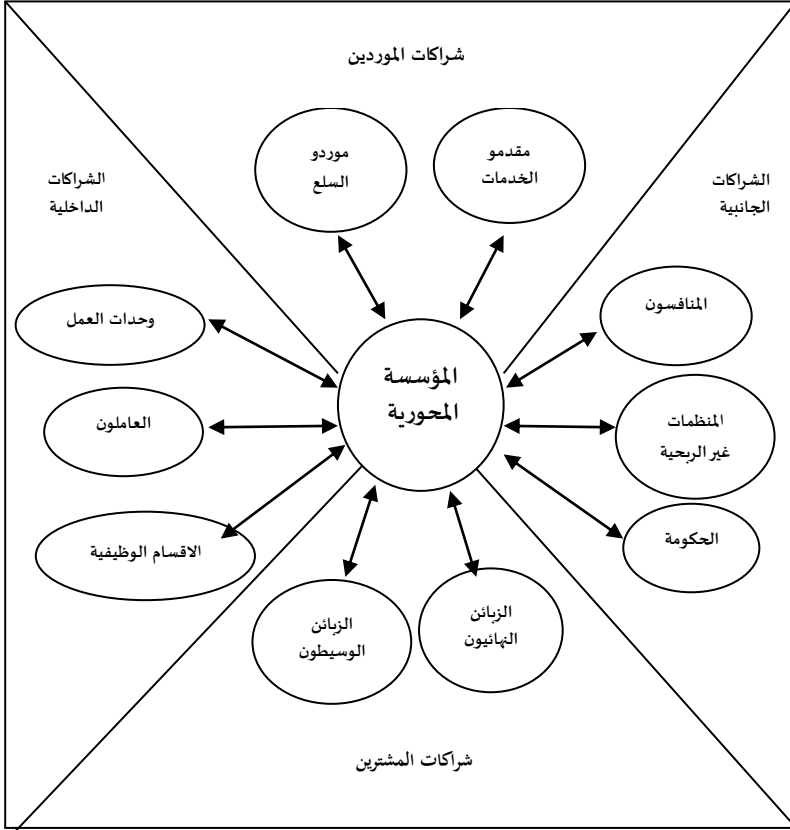 شراكات الموردين
مقدمو
الخدمات
موردو
السلع
الشراكات
الجانبية
الشراكات
الداخلية
المنافسون
وحدات العمل
المؤسسة
المحورية
المنظمات
غير الربحية
العاملون
الحكومة
الاقسام الوظيفية
الزبائن
النهائيون
الزبائن
الوسيطون
شراكات المشترين